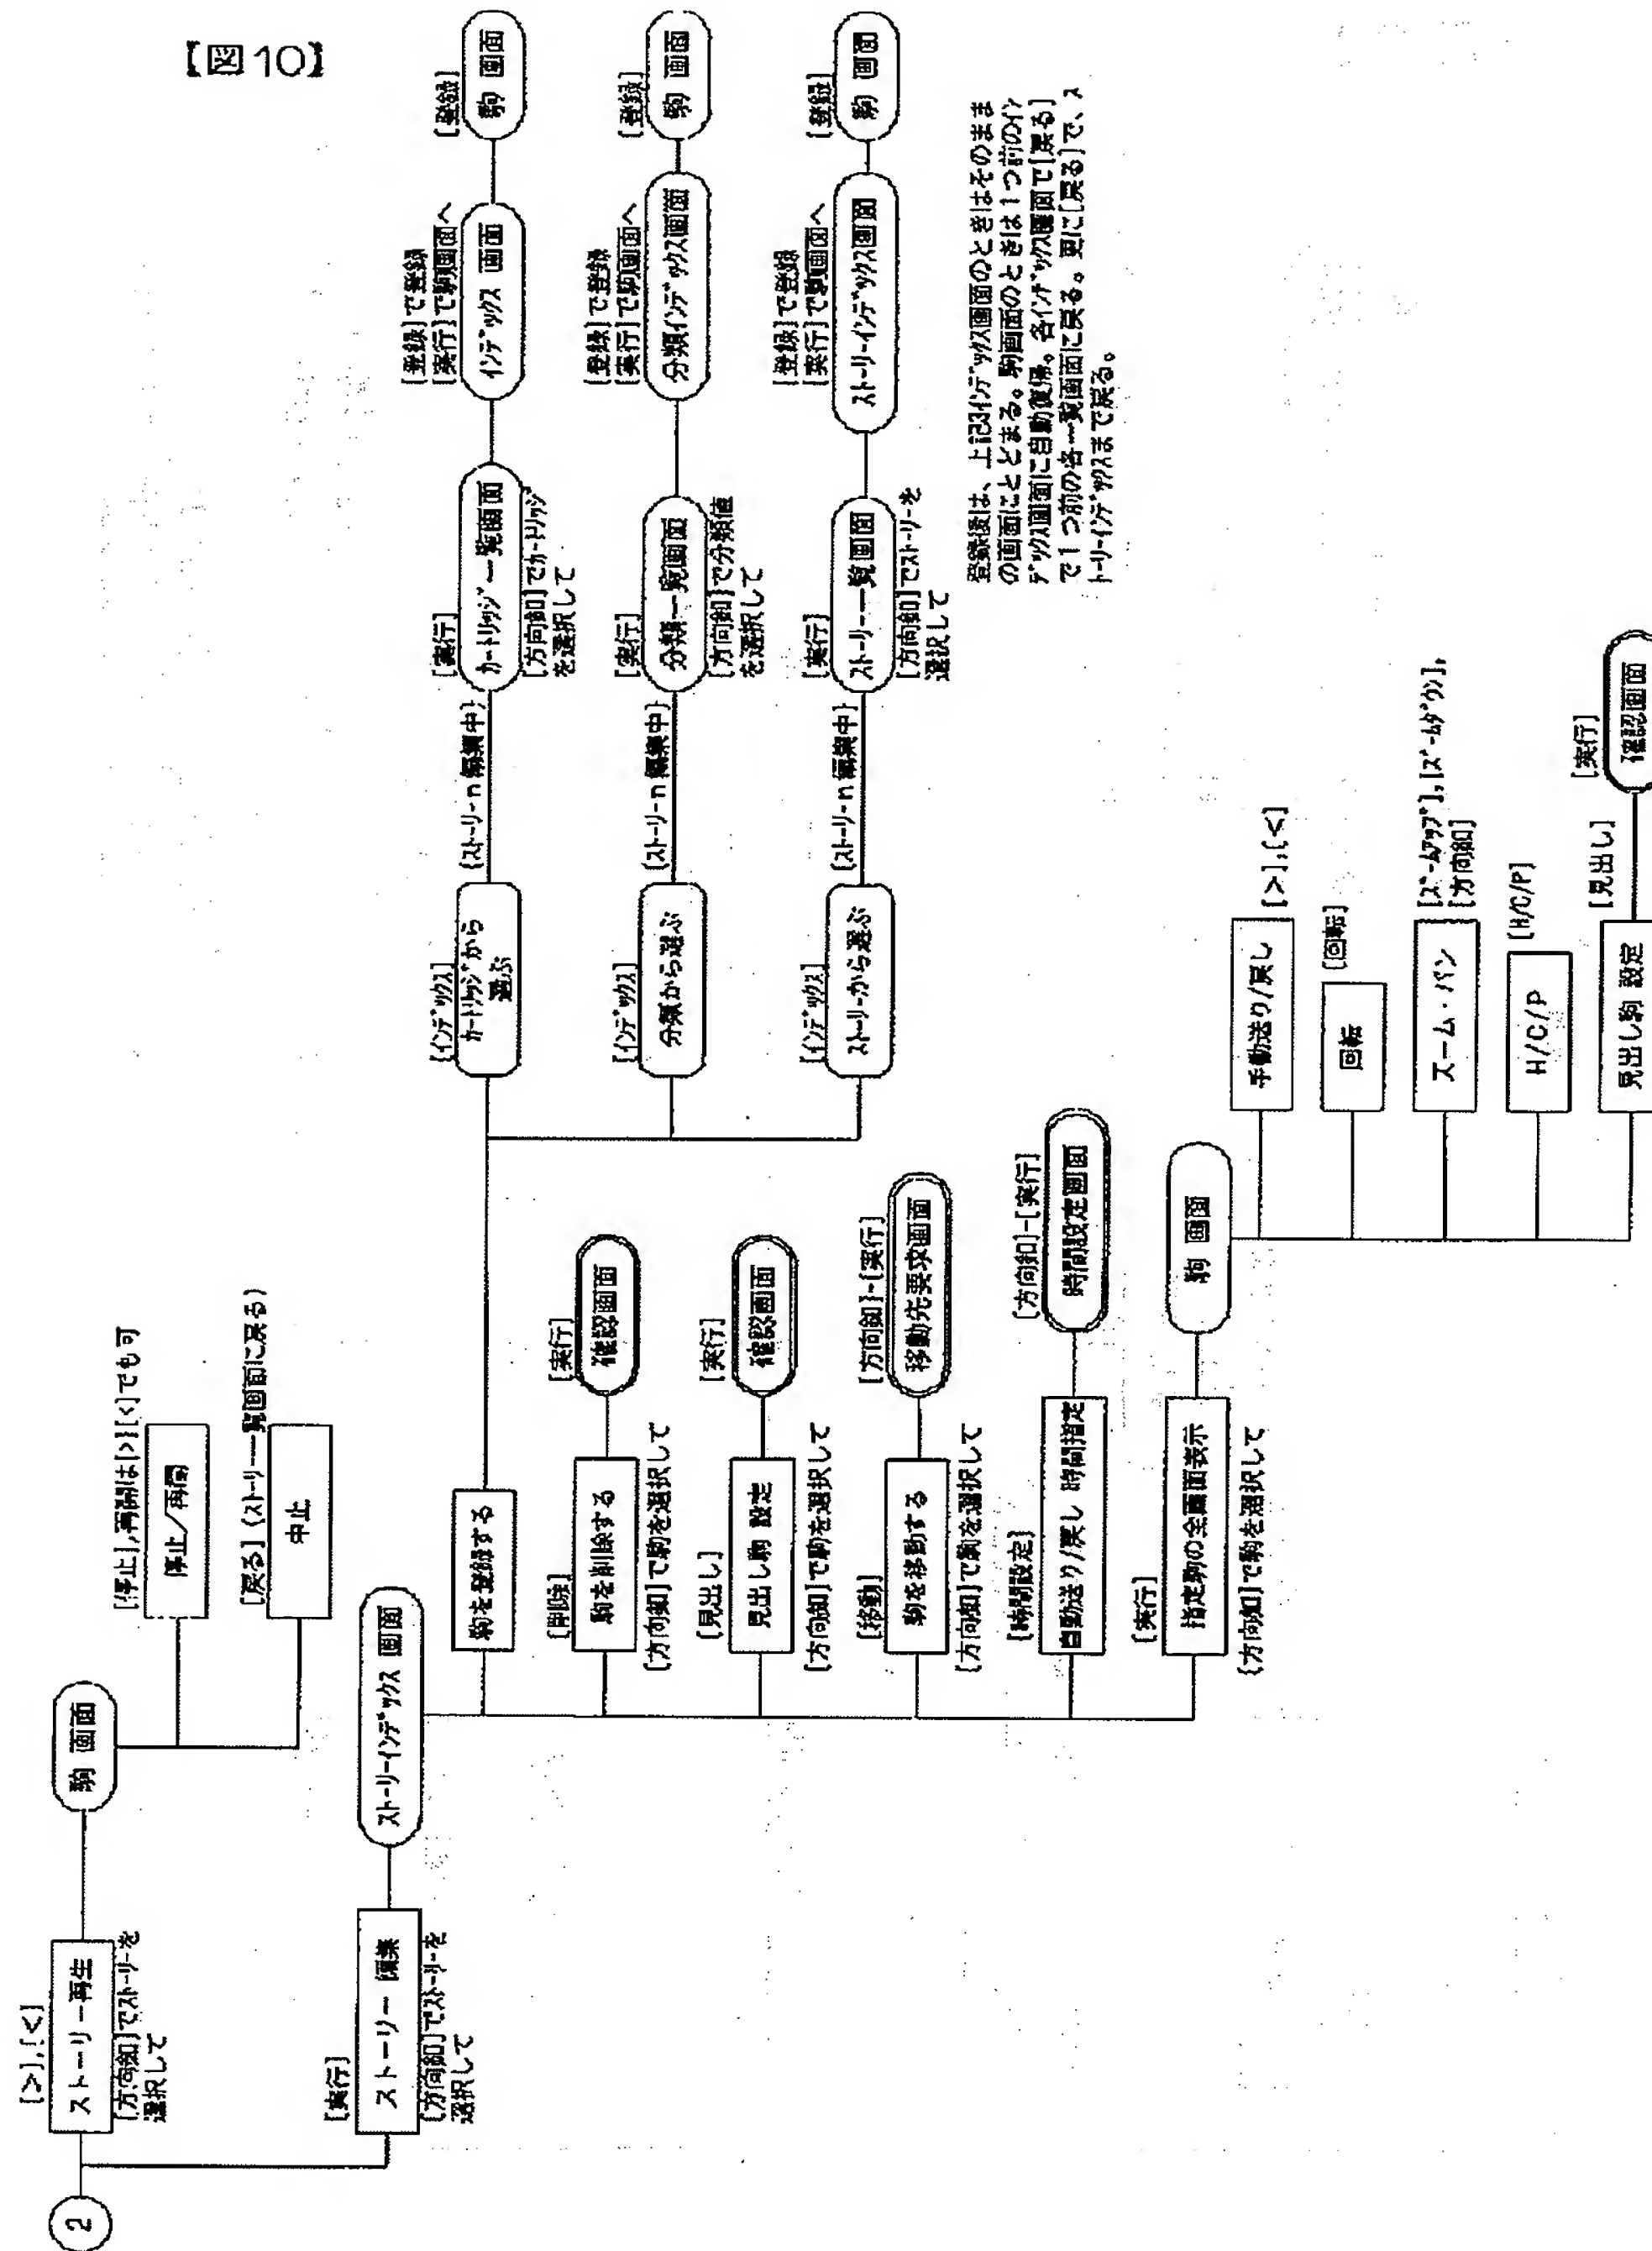 【図10】
2
[>],[<]
ストーリー再生
[方向釦]でストーリーを
選択して
駒 画面
[停止],再開は[>][<]でも可
停止/再開
[戻る] (ストーリー一覧画面に戻る)
中止
[実行]
ストーリー 編集
[方向釦]でストーリーを
選択して
ストーリーインデックス 画面
駒を登録する
[インデックス]
カートリッジから
選ぶ
{ストーリーn編集中}
[実行]
カートリッジ一覧画面
[方向釦]でカートリッジ
を選択して
[登録]で登録
[実行]で駒画面へ
インデックス 画面
[登録]
駒 画面
[インデックス]
分類から選ぶ
{ストーリーn編集中}
[実行]
分類一覧画面
[方向釦]で分類値
を選択して
[登録]で登録
[実行]で駒画面へ
分類インデックス画面
[登録]
駒 画面
[インデックス]
ストーリーから選ぶ
{ストーリーn編集中}
[実行]
ストーリー一覧画面
[方向釦]でストーリーを
選択して
[登録]で登録
[実行]で駒画面へ
ストーリーインデックス画面
[登録]
駒 画面
登録後は、上記3インデックス画面のときはそのまま
の画面にとどまる。駒画面のときは1つ前のイン
デックス画面に自動復帰。各インデックス画面で[戻る]
で1つ前の各一覧画面に戻る。更に[戻る]で、ス
トーリーインデックスまで戻る。
[削除]
駒を削除する
[方向釦]で駒を選択して
[実行]
確認画面
[見出し]
見出し駒 設定
[方向釦]で駒を選択して
[実行]
確認画面
[移動]
駒を移動する
[方向釦]で駒を選択して
[方向釦]-[実行]
移動先要求画面
[時間設定]
自動送り/戻し 時間指定
[方向釦]-[実行]
時間設定画面
[実行]
指定駒の全画面表示
[方向釦]で駒を選択して
駒 画面
手動送り/戻し
[>],[<]
回転
[回転]
ズーム・パン
[ズームアップ],[ズームダウン],
[方向釦]
H/C/P
[H/C/P]
見出し駒 設定
[見出し]
[実行]
確認画面